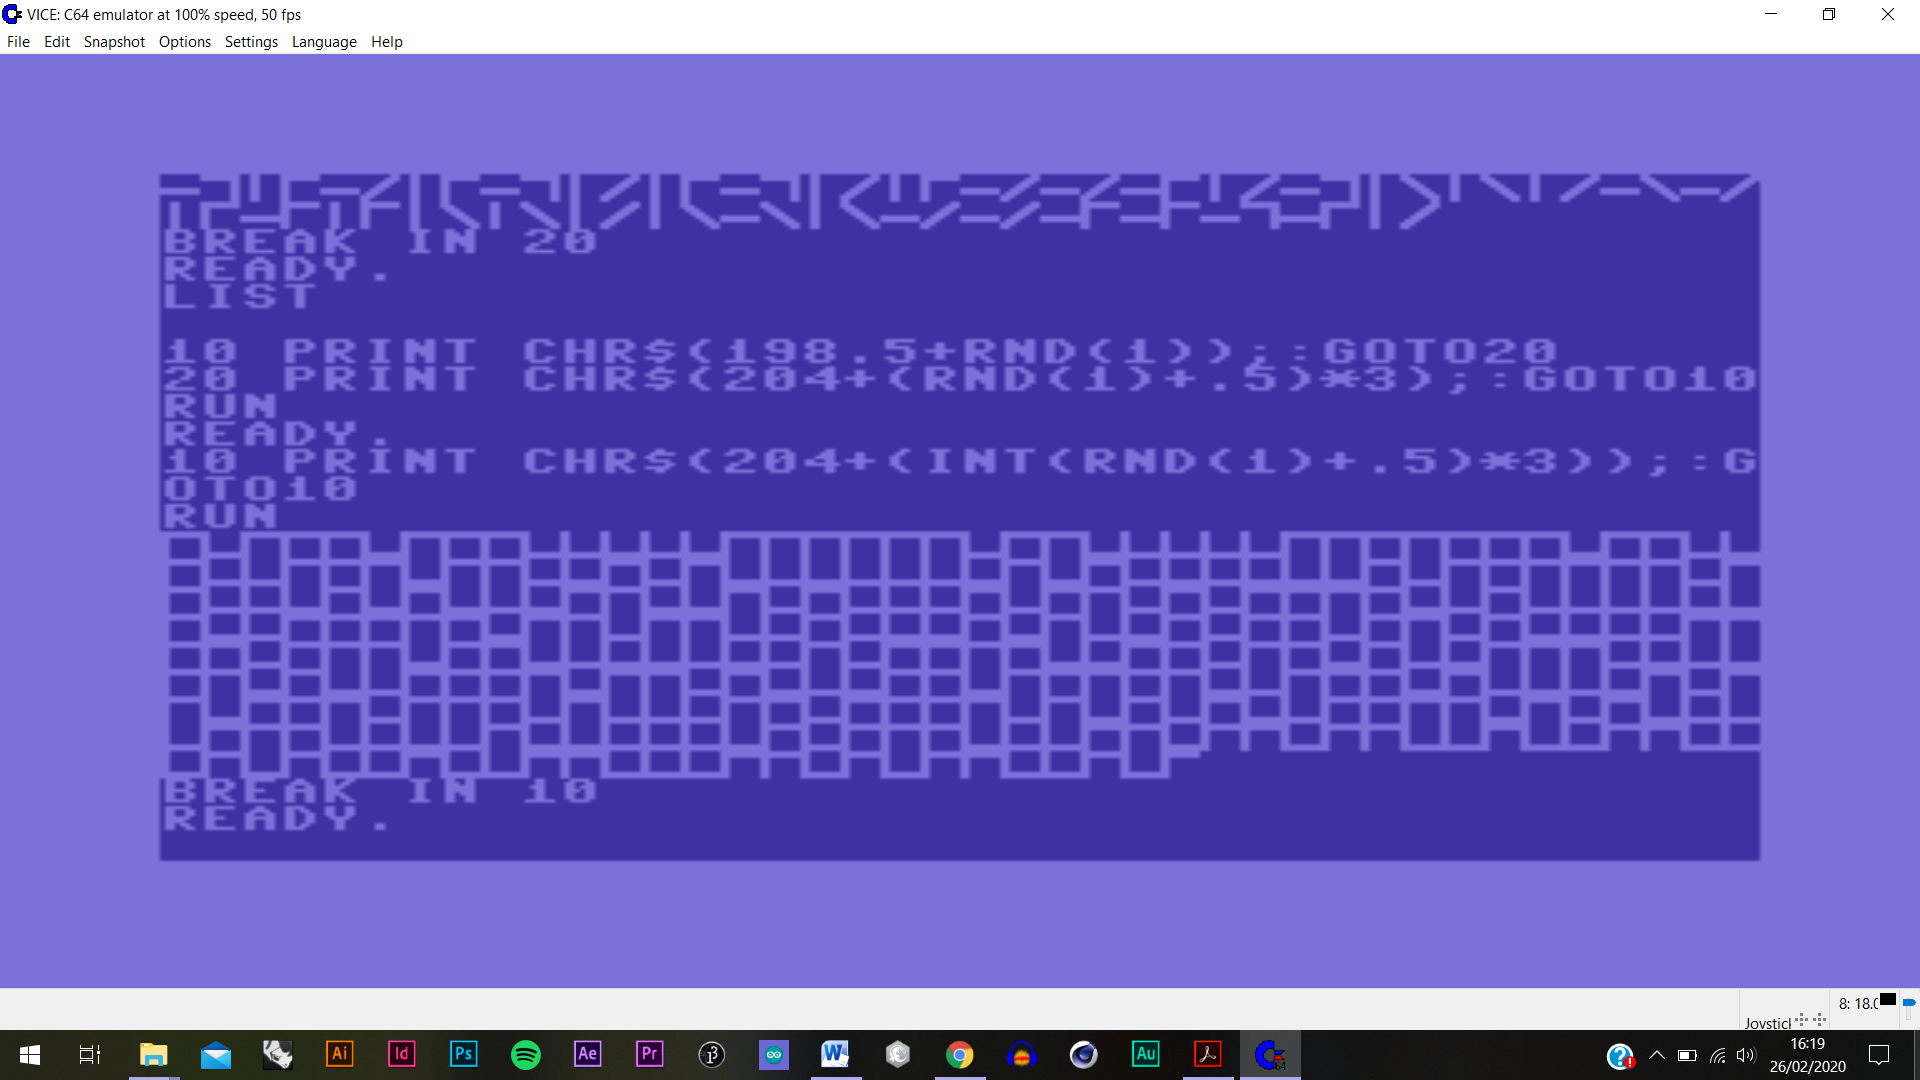 VICE: C64 emulator at 100% speed, 50 fps
File Edit Snapshot Options Settings Language Help
BREAK IN 20
READY.
LIST
10 PRINT CHR$(198.5+RND(1));:GOTO20
20 PRINT CHR$(204+(RND(1)+.5)*3);:GOTO10
RUN
READY.
10 PRINT CHR$(204+(INT(RND(1)+.5)*3));:G
OTO10
RUN
BREAK IN 10
READY.
8: 18.0
Joystick
Ai Id Ps Ae Pr β W Au 64
16:19
26/02/2020